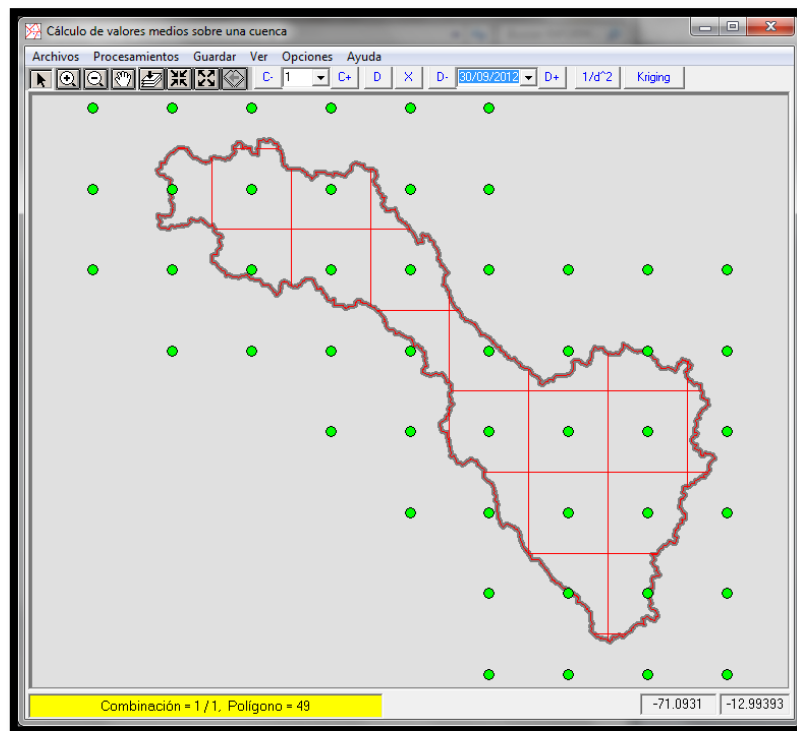 Cálculo de valores medios sobre una cuenca
Archivos Procesamientos Guardar Ver Opciones Ayuda
C- 1 C+ D X D- 30/09/2012 D+ 1/d^2 Kriging
Combinación = 1 / 1, Polígono = 49 -71.0931 -12.99393